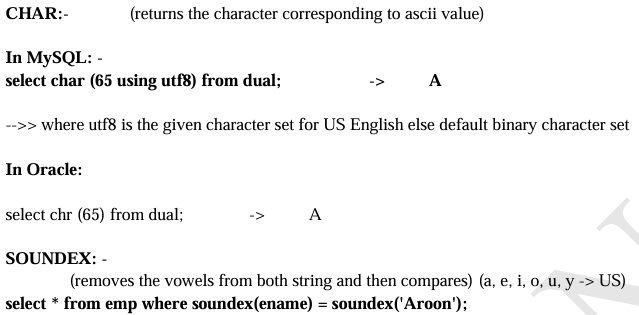 CHAR:- (returns the character corresponding to ascii value)
In MySQL: -
select char (65 using utf8) from dual; -> A
-->> where utf8 is the given character set for US English else default binary character set
In Oracle:
select chr (65) from dual; -> A
SOUNDEX: -
(removes the vowels from both string and then compares) (a, e, i, o, u, y -> US)
select * from emp where soundex(ename) = soundex('Aroon');